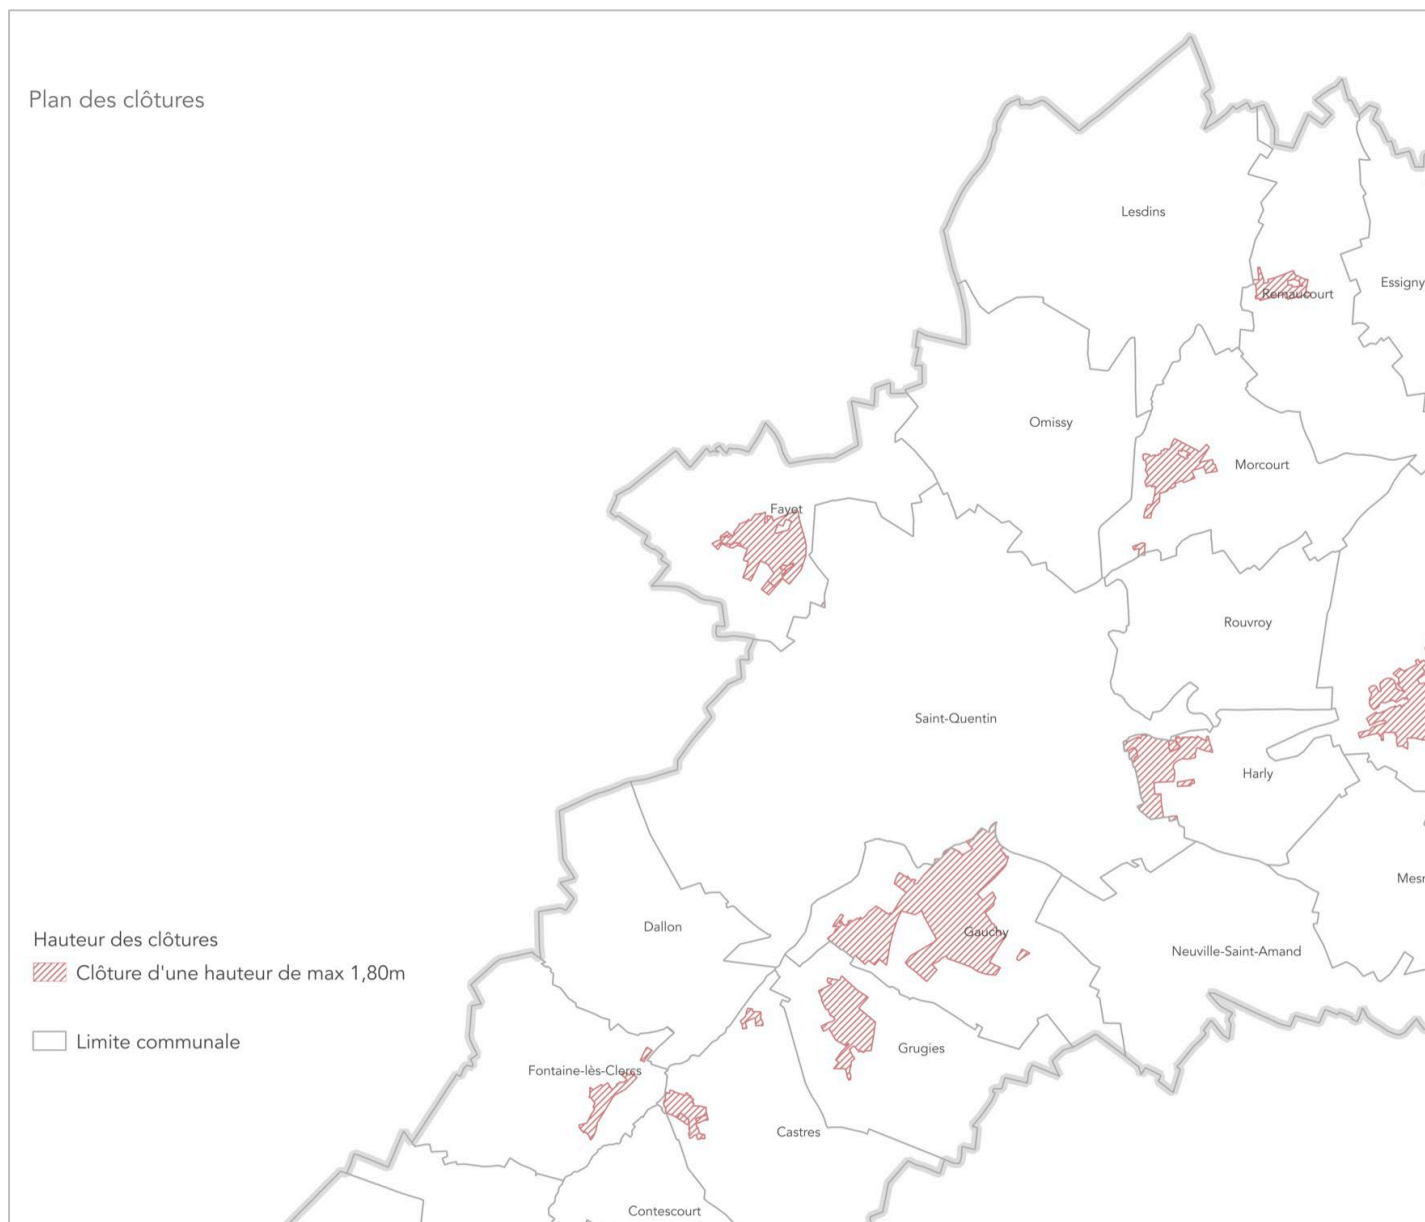 Plan des clôtures
Lesdins
Essigny
Remaucourt
Omissy
Morcourt
Fayet
Rouvroy
Saint-Quentin
Harly
Mesn
Dallon
Gauchy
Neuville-Saint-Amand
Hauteur des clôtures
Clôture d'une hauteur de max 1,80m
Limite communale
Grugies
Fontaine-lès-Clercs
Castres
Contescourt